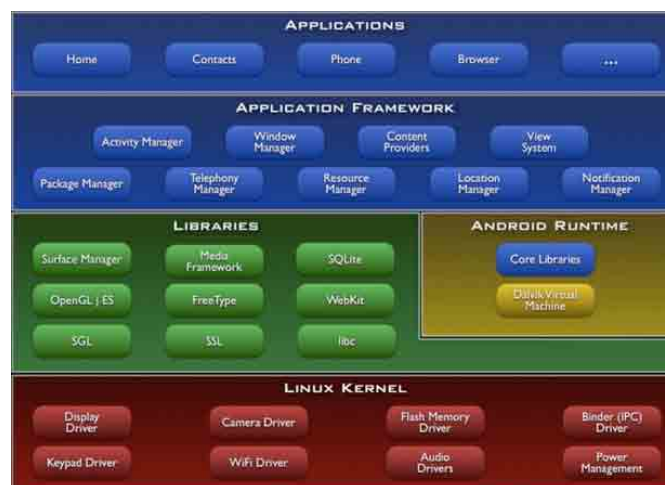 APPLICATIONS
Home
Contacts
Phone
Browser
...
APPLICATION FRAMEWORK
Activity Manager
Window
Manager
Content
Providers
View
System
Package Manager
Telephony
Manager
Resource
Manager
Location
Manager
Notification
Manager
LIBRARIES
Surface Manager
Media
Framework
SQLite
OpenGL | ES
FreeType
WebKit
SGL
SSL
libc
ANDROID RUNTIME
Core Libraries
Dalvik Virtual
Machine
LINUX KERNEL
Display
Driver
Camera Driver
Flash Memory
Driver
Binder (IPC)
Driver
Keypad Driver
WiFi Driver
Audio
Drivers
Power
Management